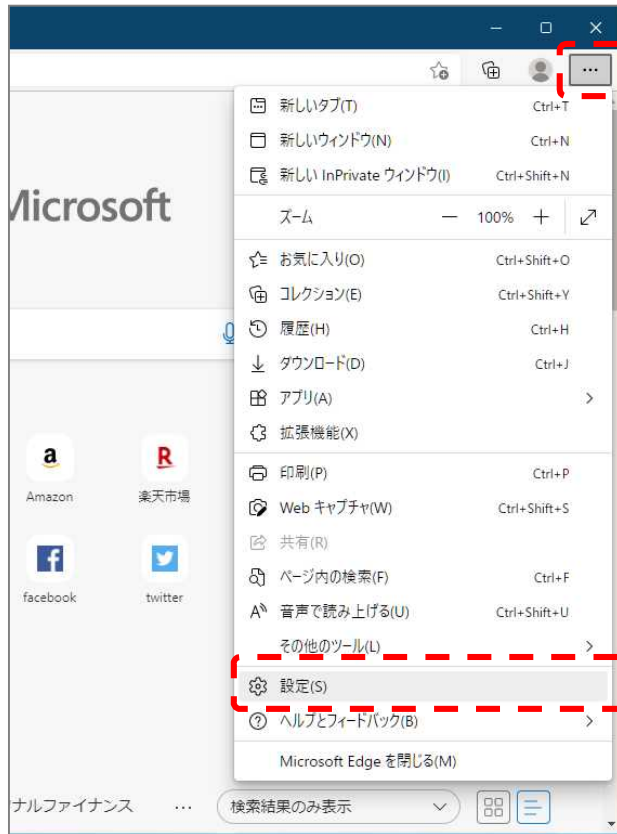 Microsoft
新しいタブ(T) Ctrl+T
新しいウィンドウ(N) Ctrl+N
新しい InPrivate ウィンドウ(I) Ctrl+Shift+N
ズーム — 100% +
お気に入り(O) Ctrl+Shift+O
コレクション(E) Ctrl+Shift+Y
履歴(H) Ctrl+H
ダウンロード(D) Ctrl+J
アプリ(A)
拡張機能(X)
印刷(P) Ctrl+P
Web キャプチャ(W) Ctrl+Shift+S
共有(R)
ページ内の検索(F) Ctrl+F
音声で読み上げる(U) Ctrl+Shift+U
その他のツール(L)
設定(S)
ヘルプとフィードバック(B)
Microsoft Edge を閉じる(M)
a R
Amazon 楽天市場
facebook twitter
ナルファイナンス … 検索結果のみ表示